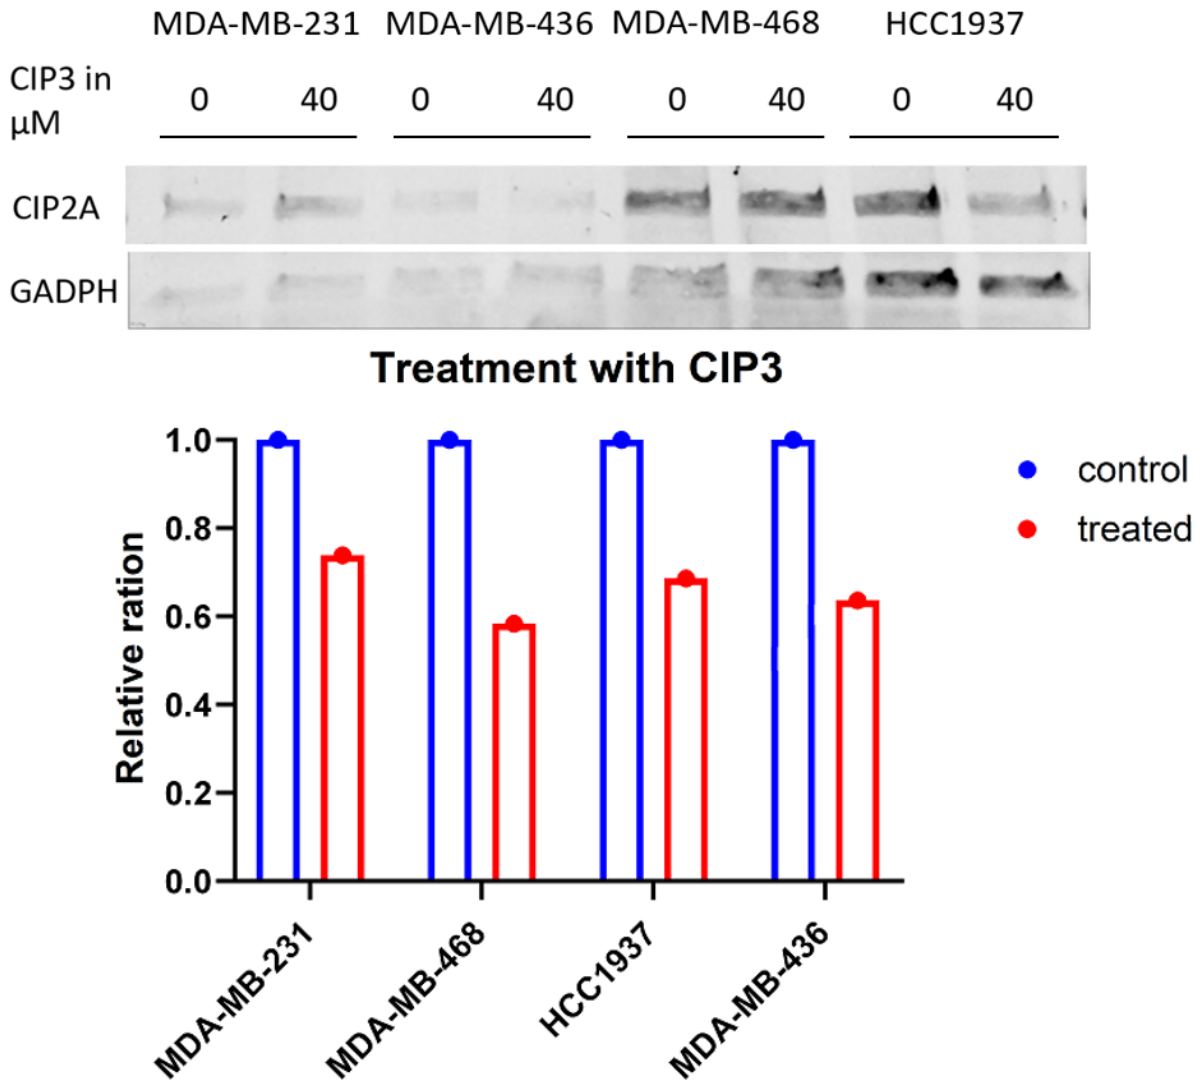 MDA-MB-231 MDA-MB-436 MDA-MB-468 HCC1937
CIP3 in
µM
0 40 0 40 0 40 0 40
CIP2A
GADPH
Treatment with CIP3
Relative ration
1.0
0.8
0.6
0.4
0.2
0.0
control
treated
MDA-MB-231
MDA-MB-468
HCC1937
MDA-MB-436